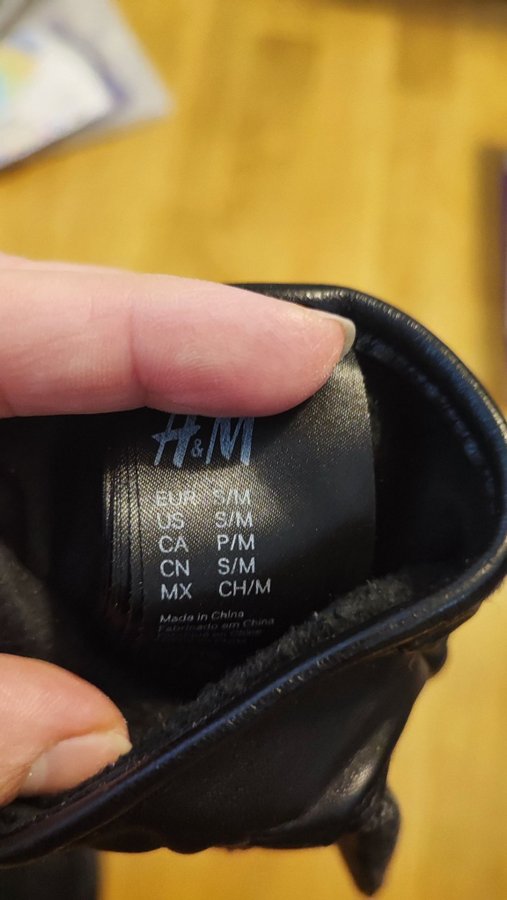 H&M
EUR S/M
US S/M
CA P/M
CN S/M
MX CH/M
Made in China
Fabricado em China